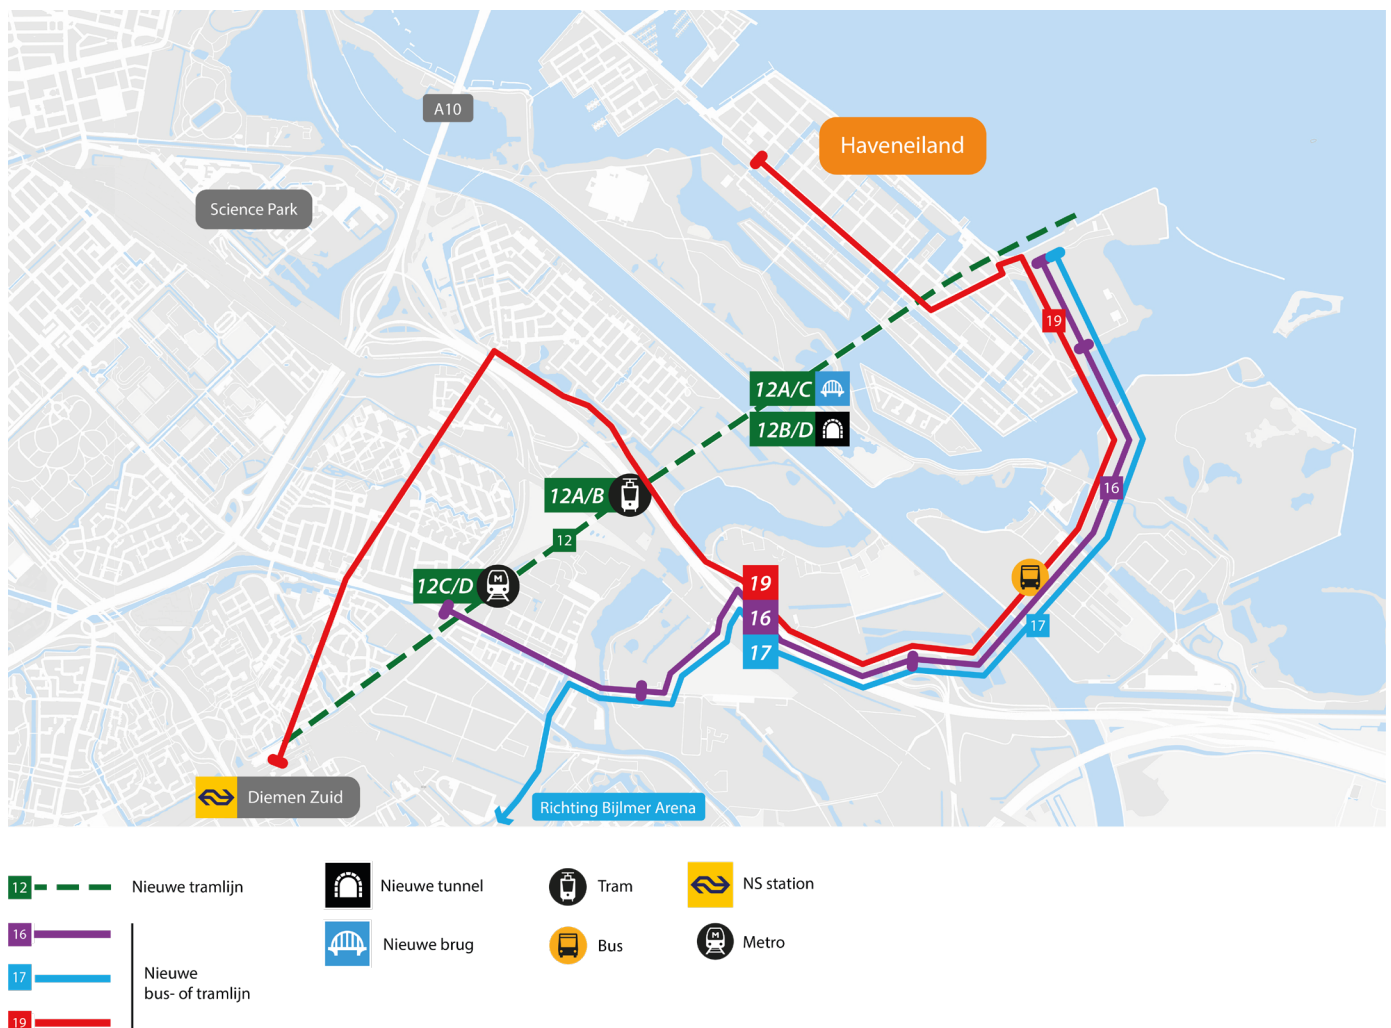 A10
Haveneiland
Science Park
19
12A/C
12B/D
12A/B
16
12
12C/D
19
16
17
17
Diemen Zuid
Richting Bijlmer Arena
12
Nieuwe tramlijn
Nieuwe tunnel
Tram
NS station
16
Nieuwe brug
Bus
M
Metro
17
Nieuwe
bus- of tramlijn
19